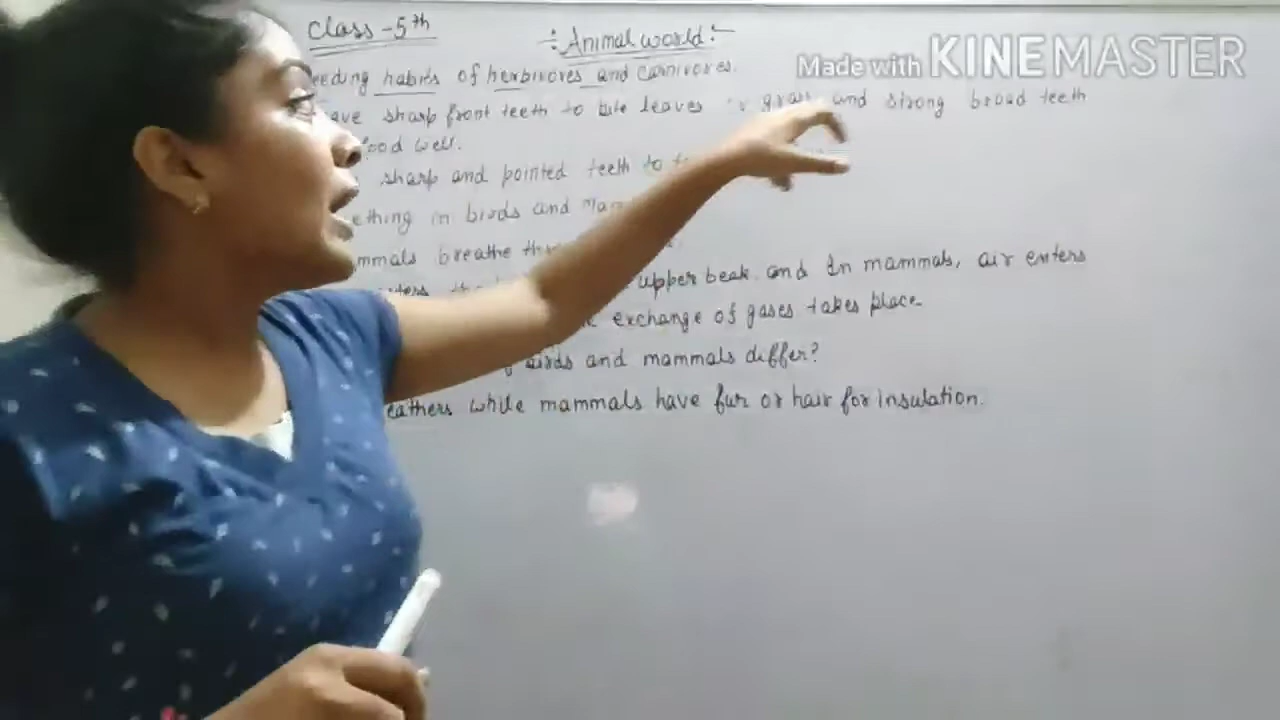 Class - 5th
÷ Animal world:-
Made with KINEMASTER
eeding habits of herbivores and carnivores.
ave sharp front teeth to bite leaves or grass and strong broad teeth
food well.
sharp and pointed teeth to
ething in birds and Mam
mmals breathe thr
upper beak and In mammals, air enters
exchange of gases takes place
birds and mammals differ?
eathers while mammals have fur or hair for insulation.